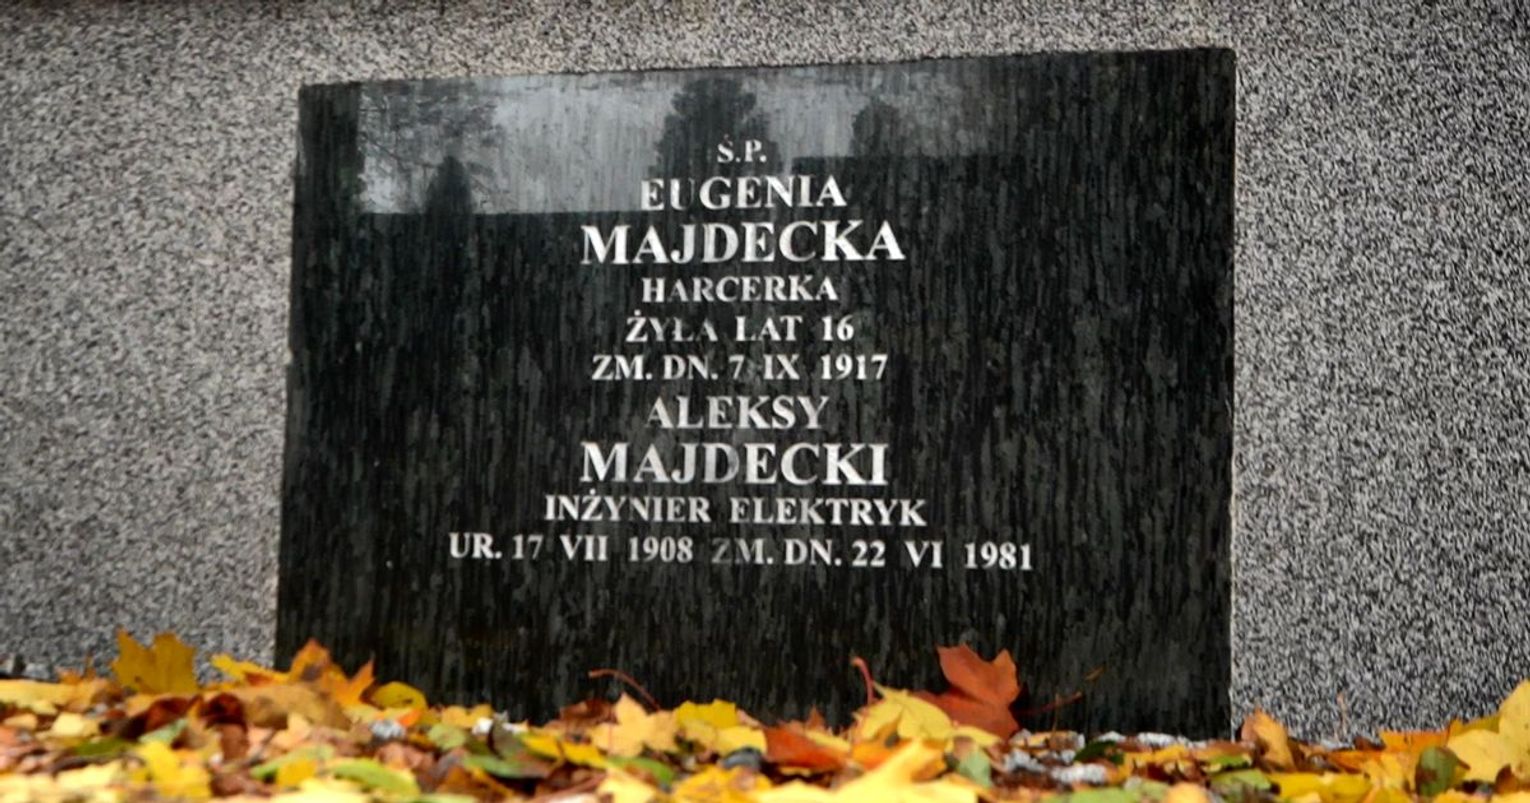 Ś.P.
EUGENIA
MAJDECKA
HARCERKA
ŻYŁA LAT 16
ZM. DN. 7 IX 1917
ALEKSY
MAJDECKI
INŻYNIER ELEKTRYK
UR. 17 VII 1908 ZM. DN. 22 VI 1981